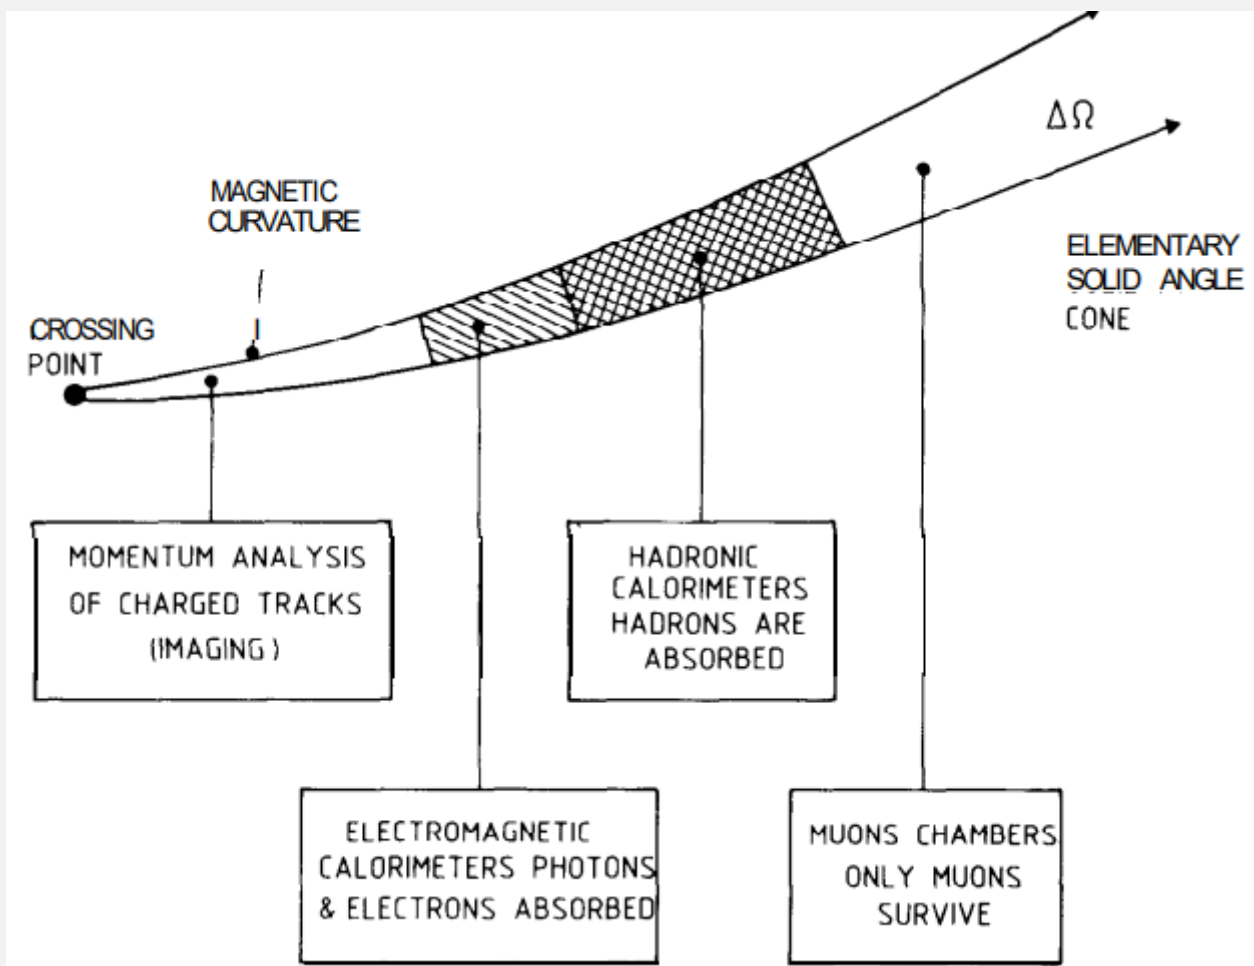 ΔΩ
MAGNETIC
CURVATURE
ELEMENTARY
SOLID ANGLE
CONE
CROSSING
POINT
MOMENTUM ANALYSIS
OF CHARGED TRACKS
(IMAGING)
HADRONIC
CALORIMETERS
HADRONS ARE
ABSORBED
ELECTROMAGNETIC
CALORIMETERS PHOTONS
& ELECTRONS ABSORBED
MUONS CHAMBERS
ONLY MUONS
SURVIVE